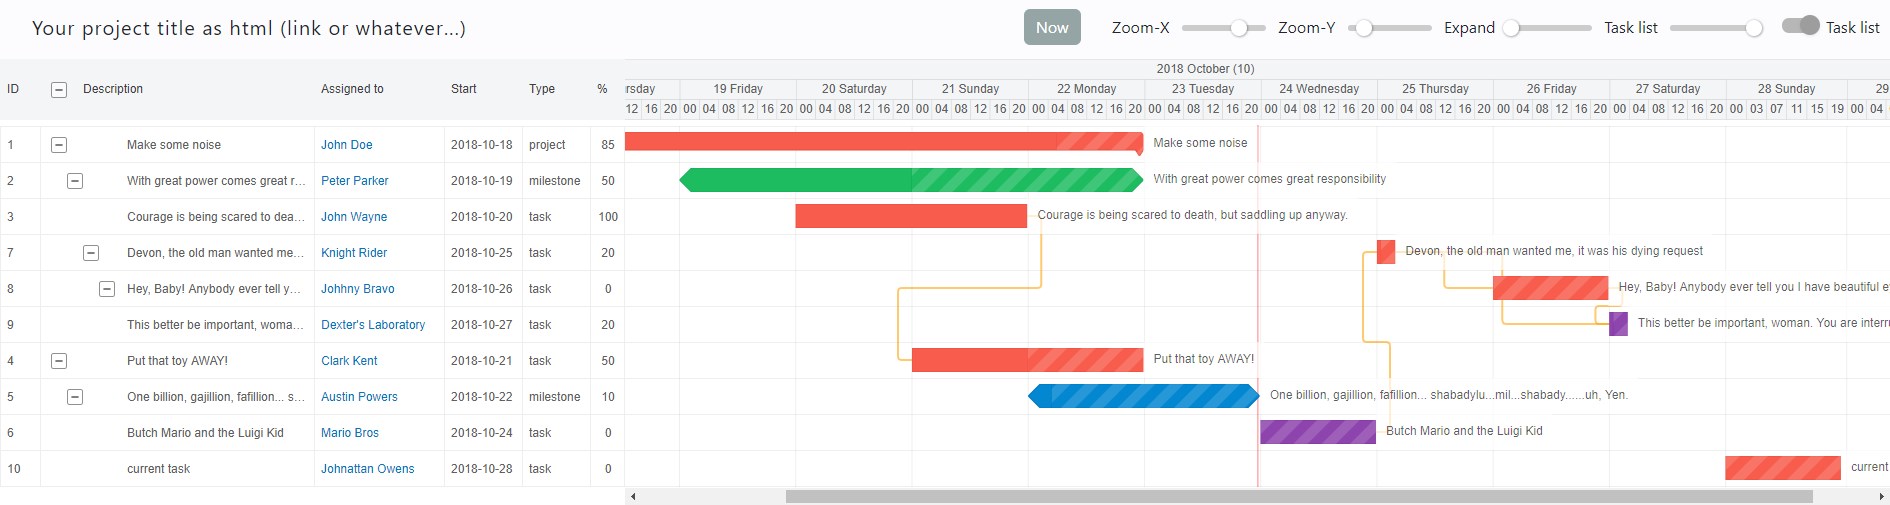 Your project title as html (link or whatever...)
Now Zoom-X Zoom-Y Expand Task list Task list
2018 October (10)
ID Description Assigned to Start Type %
rsday 19 Friday 20 Saturday 21 Sunday 22 Monday 23 Tuesday 24 Wednesday 25 Thursday 26 Friday 27 Saturday 28 Sunday 29
12 16 20 00 04 08 12 16 20 00 04 08 12 16 20 00 04 08 12 16 20 00 04 08 12 16 20 00 04 08 12 16 20 00 04 08 12 16 20 00 04 08 12 16 20 00 04 08 12 16 20 00 04 08 12 16 20 00 03 07 11 15 19 00 04
1 Make some noise John Doe 2018-10-18 project 85 Make some noise
2 With great power comes great r... Peter Parker 2018-10-19 milestone 50 With great power comes great responsibility
3 Courage is being scared to dea... John Wayne 2018-10-20 task 100 Courage is being scared to death, but saddling up anyway.
7 Devon, the old man wanted me... Knight Rider 2018-10-25 task 20 Devon, the old man wanted me, it was his dying request
8 Hey, Baby! Anybody ever tell y... Johhny Bravo 2018-10-26 task 0 Hey, Baby! Anybody ever tell you I have beautiful e
9 This better be important, woma... Dexter's Laboratory 2018-10-27 task 20 This better be important, woman. You are interru
4 Put that toy AWAY! Clark Kent 2018-10-21 task 50 Put that toy AWAY!
5 One billion, gajillion, fafillion... s... Austin Powers 2018-10-22 milestone 10 One billion, gajillion, fafillion... shabadylu...mil...shabady......uh, Yen.
6 Butch Mario and the Luigi Kid Mario Bros 2018-10-24 task 0 Butch Mario and the Luigi Kid
10 current task Johnattan Owens 2018-10-28 task 0 current